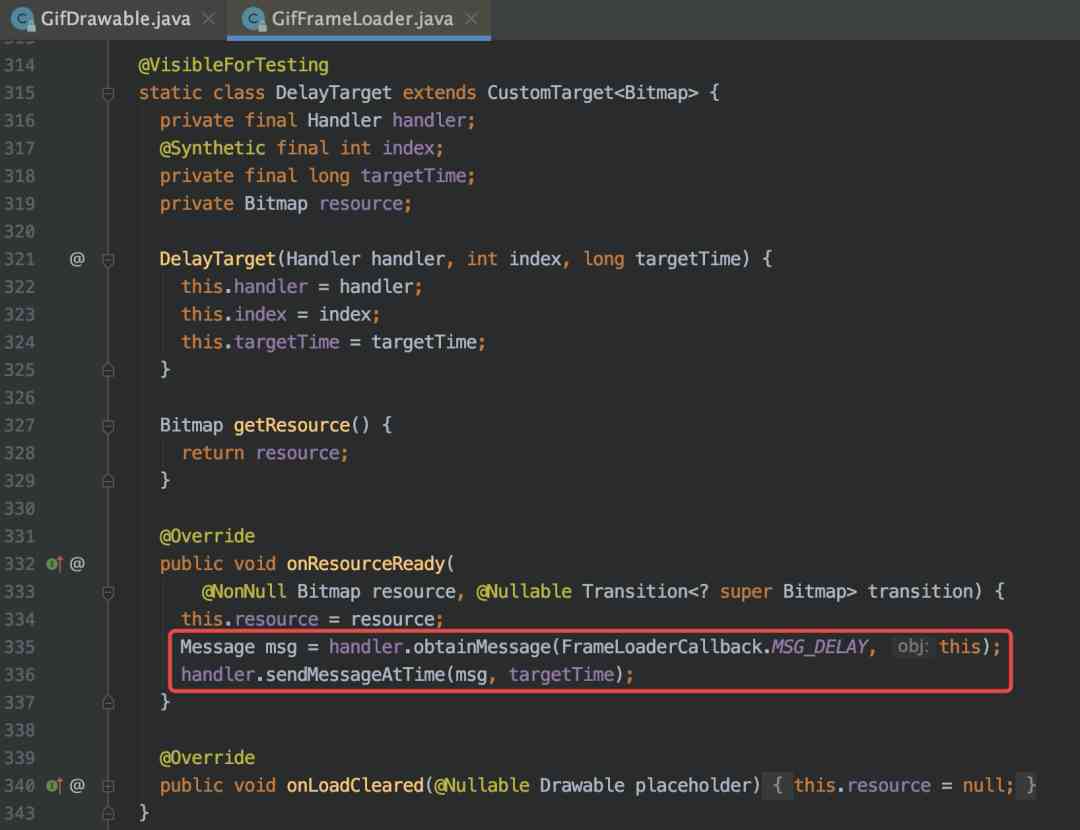 GifDrawable.java × GifFrameLoader.java ×
314 @VisibleForTesting
315 static class DelayTarget extends CustomTarget<Bitmap> {
316 private final Handler handler;
317 @Synthetic final int index;
318 private final long targetTime;
319 private Bitmap resource;
320
321 @ DelayTarget(Handler handler, int index, long targetTime) {
322 this.handler = handler;
323 this.index = index;
324 this.targetTime = targetTime;
325 }
326
327 Bitmap getResource() {
328 return resource;
329 }
330
331 @Override
332 @ public void onResourceReady(
333 @NonNull Bitmap resource, @Nullable Transition<? super Bitmap> transition) {
334 this.resource = resource;
335 Message msg = handler.obtainMessage(FrameLoaderCallback.MSG_DELAY, obj: this);
336 handler.sendMessageAtTime(msg, targetTime);
337 }
338
339 @Override
340 @ public void onLoadCleared(@Nullable Drawable placeholder) { this.resource = null; }
343 }